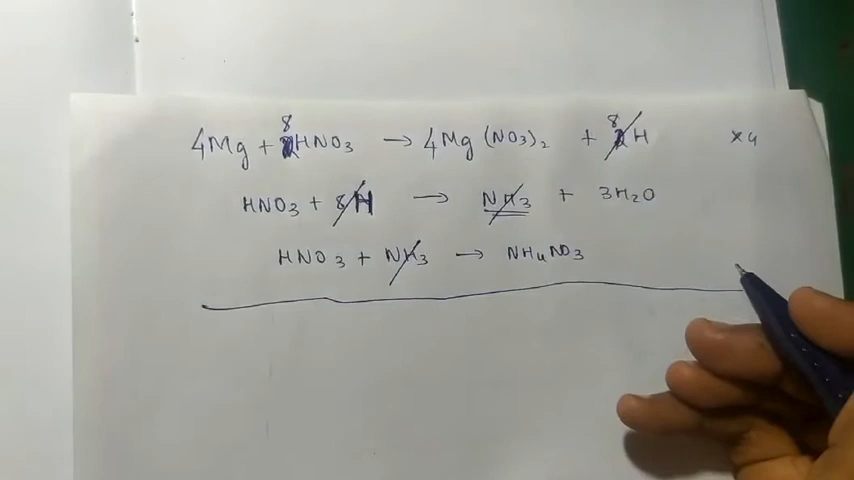 4Mg + 8HNO3 → 4Mg(NO3)2 + 8H ×4
HNO3 + 8H → NH3 + 3H2O
HNO3 + NH3 → NH4NO3